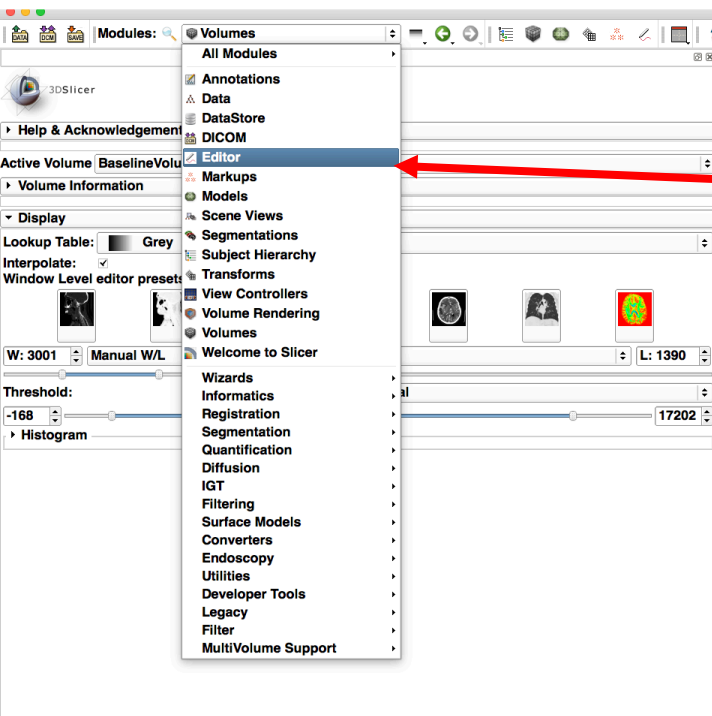 DATA DCM SAVE Modules: Volumes
All Modules
Annotations
3DSlicer
Data
DataStore
Help & Acknowledgement
DCM DICOM
Active Volume BaselineVolu
Editor
Markups
Volume Information
Models
Display
Scene Views
Lookup Table: Grey
Segmentations
Subject Hierarchy
Interpolate:
Transforms
Window Level editor presets
View Controllers
Volume Rendering
Volumes
W: 3001 Manual W/L L: 1390
Welcome to Slicer
Wizards
Threshold:
Informatics
-168 17202
Registration
Histogram
Segmentation
Quantification
Diffusion
IGT
Filtering
Surface Models
Converters
Endoscopy
Utilities
Developer Tools
Legacy
Filter
MultiVolume Support